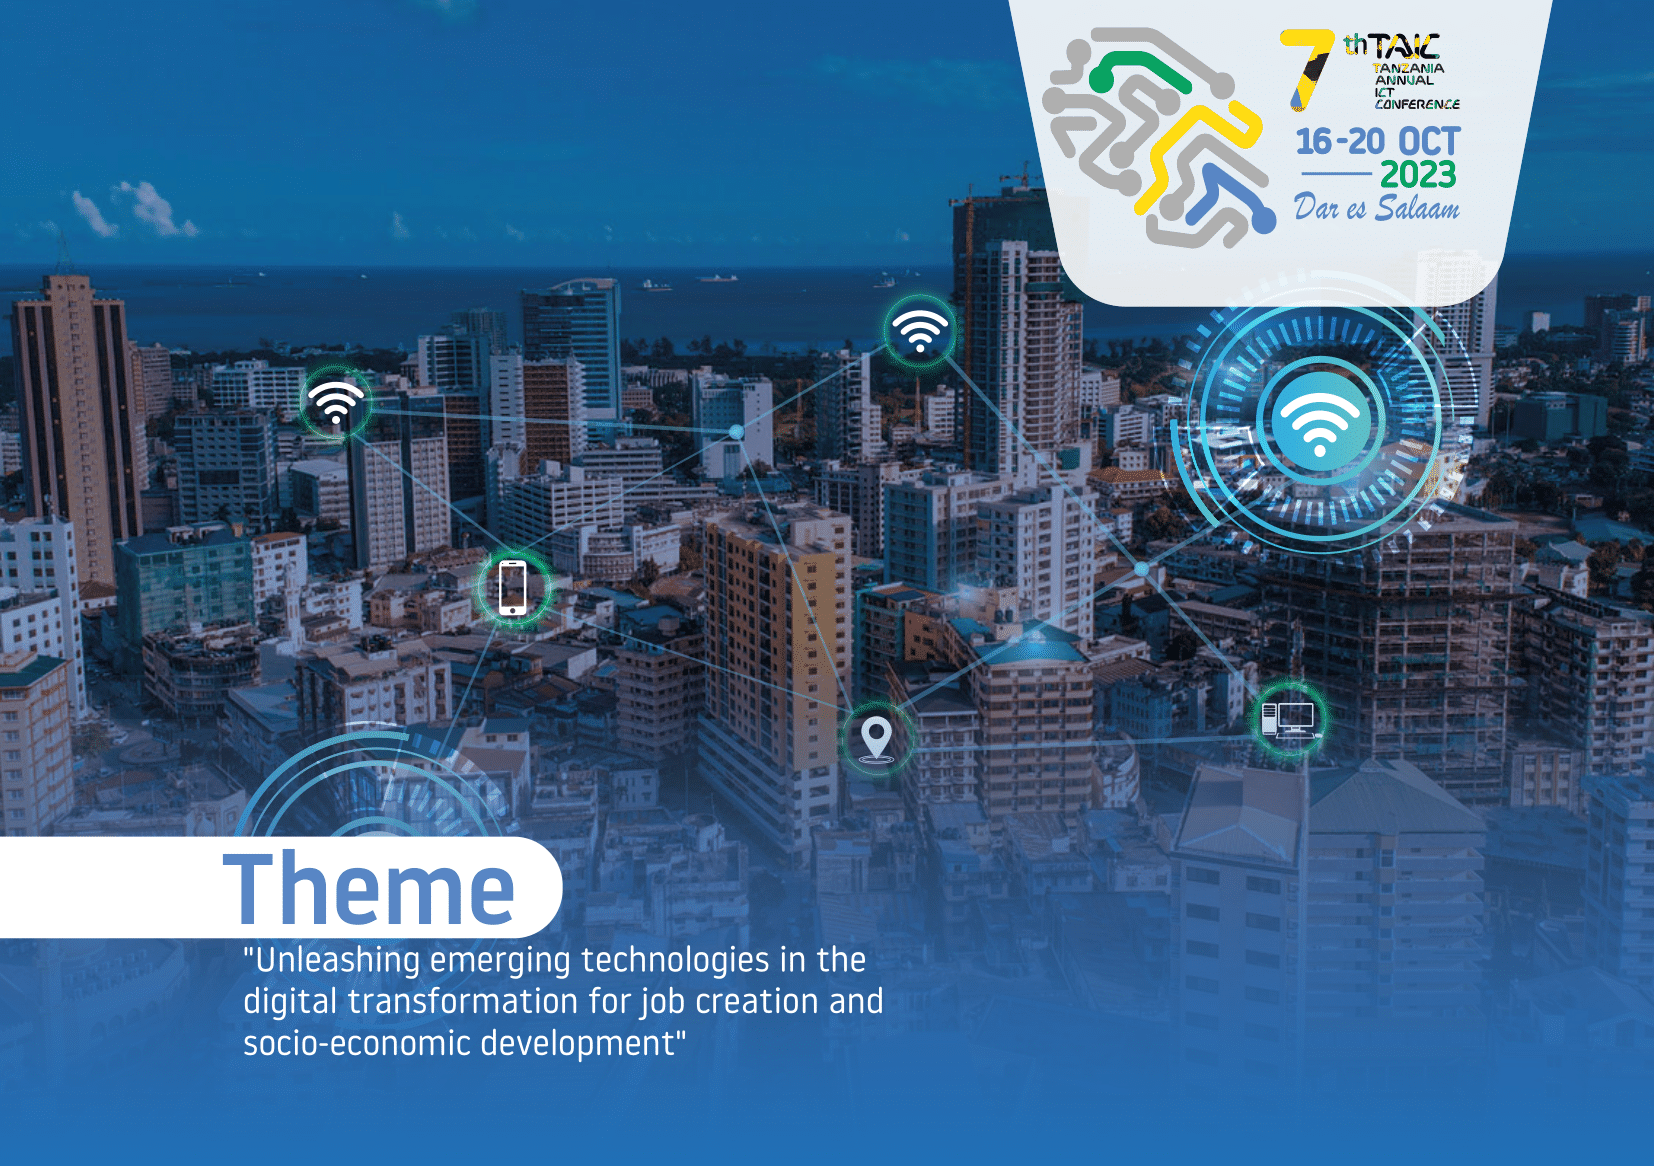 7th TAIC
TANZANIA
ANNUAL
ICT
CONFERENCE
16-20 OCT
2023
Dar es Salaam
Theme
"Unleashing emerging technologies in the
digital transformation for job creation and
socio-economic development"